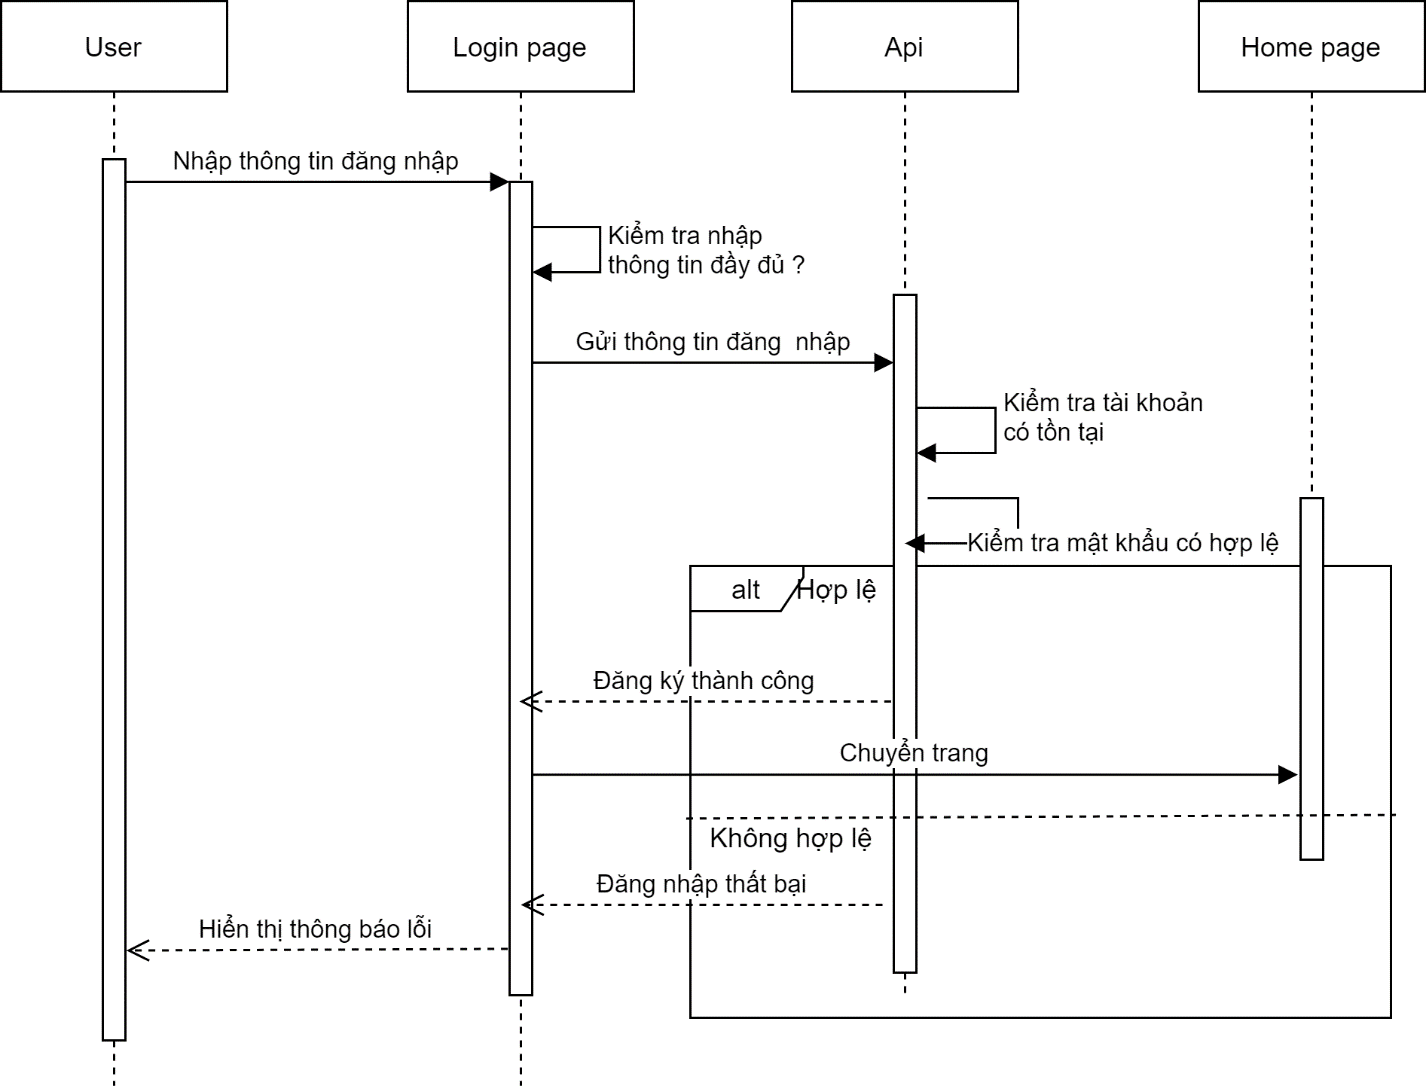 User
Login page
Api
Home page
Nhập thông tin đăng nhập
Kiểm tra nhập
thông tin đầy đủ ?
Gửi thông tin đăng  nhập
Kiểm tra tài khoản
có tồn tại
Kiểm tra mật khẩu có hợp lệ
alt
Hợp lệ
Đăng ký thành công
Chuyển trang
Không hợp lệ
Đăng nhập thất bại
Hiển thị thông báo lỗi